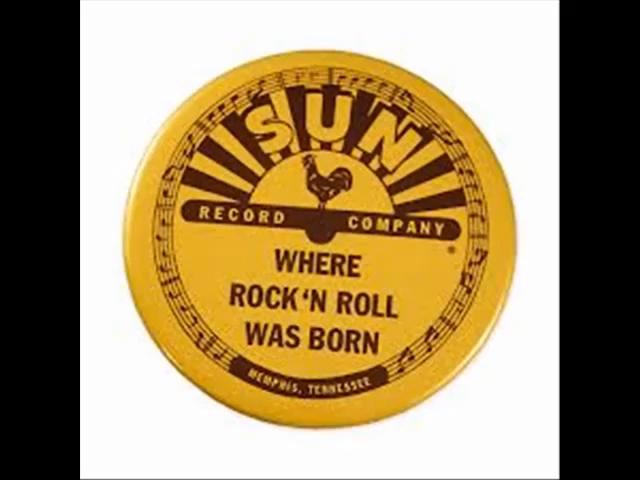 SUN
RECORD COMPANY
WHERE
ROCK 'N ROLL
WAS BORN
MEMPHIS, TENNESSEE